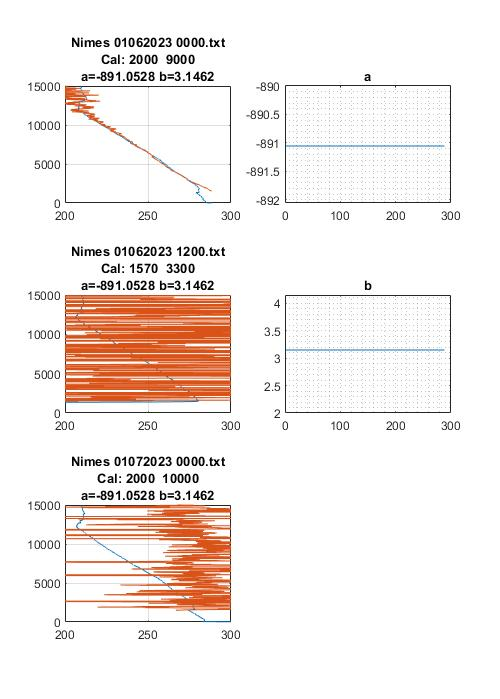 Nimes 01062023 0000.txt
Cal: 2000 9000
a=-891.0528 b=3.1462
15000
10000
5000
0
200 250 300
a
-890
-890.5
-891
-891.5
-892
0 100 200 300
Nimes 01062023 1200.txt
Cal: 1570 3300
a=-891.0528 b=3.1462
15000
10000
5000
0
200 250 300
b
4
3.5
3
2.5
2
0 100 200 300
Nimes 01072023 0000.txt
Cal: 2000 10000
a=-891.0528 b=3.1462
15000
10000
5000
0
200 250 300